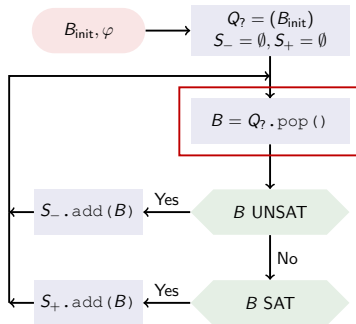 B_init, φ
Q_? = (B_init)
S_− = ∅, S_+ = ∅
B = Q_?.pop()
B UNSAT
Yes
S_−.add(B)
No
B SAT
Yes
S_+.add(B)